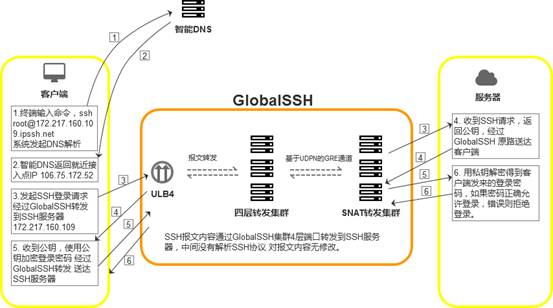 智能DNS
1
2
客户端
1.终端输入命令，ssh
root@172.217.160.10
9.ipssh.net
系统发起DNS解析
2.智能DNS返回就近接
入点IP 106.75.172.52
3.发起SSH登录请求
经过GlobalSSH转发
到SSH服务器
172.217.160.109
5. 收到公钥，使用公
钥加密登录密码 经过
GlobalSSH转发 送达
SSH服务器
3
4
5
6
GlobalSSH
ULB4
报文转发
四层转发集群
基于UDPN的GRE通道
SNAT转发集群
SSH报文内容通过GlobalSSH集群4层端口转发到SSH服务
器，中间没有解析SSH协议 对报文内容无修改。
3
4
5
6
服务器
4. 收到SSH请求，返
回公钥，经过
GlobalSSH 原路送达
客户端
6. 用私钥解密得到客
户端发来的登录密
码，如果密码正确允
许登录，错误则拒绝
登录。